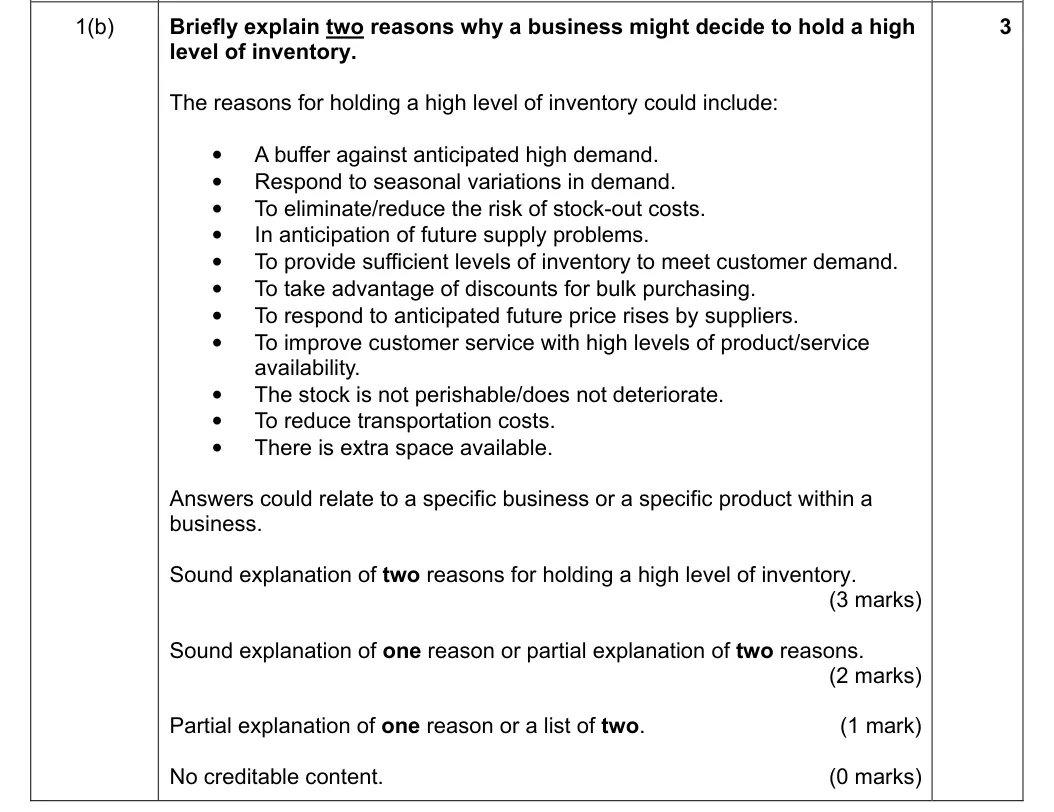 1(b)
Briefly explain two reasons why a business might decide to hold a high
level of inventory.
3
The reasons for holding a high level of inventory could include:
• A buffer against anticipated high demand.
• Respond to seasonal variations in demand.
• To eliminate/reduce the risk of stock-out costs.
• In anticipation of future supply problems.
• To provide sufficient levels of inventory to meet customer demand.
• To take advantage of discounts for bulk purchasing.
• To respond to anticipated future price rises by suppliers.
• To improve customer service with high levels of product/service
availability.
• The stock is not perishable/does not deteriorate.
• To reduce transportation costs.
• There is extra space available.
Answers could relate to a specific business or a specific product within a
business.
Sound explanation of two reasons for holding a high level of inventory.
(3 marks)
Sound explanation of one reason or partial explanation of two reasons.
(2 marks)
Partial explanation of one reason or a list of two. (1 mark)
No creditable content. (0 marks)